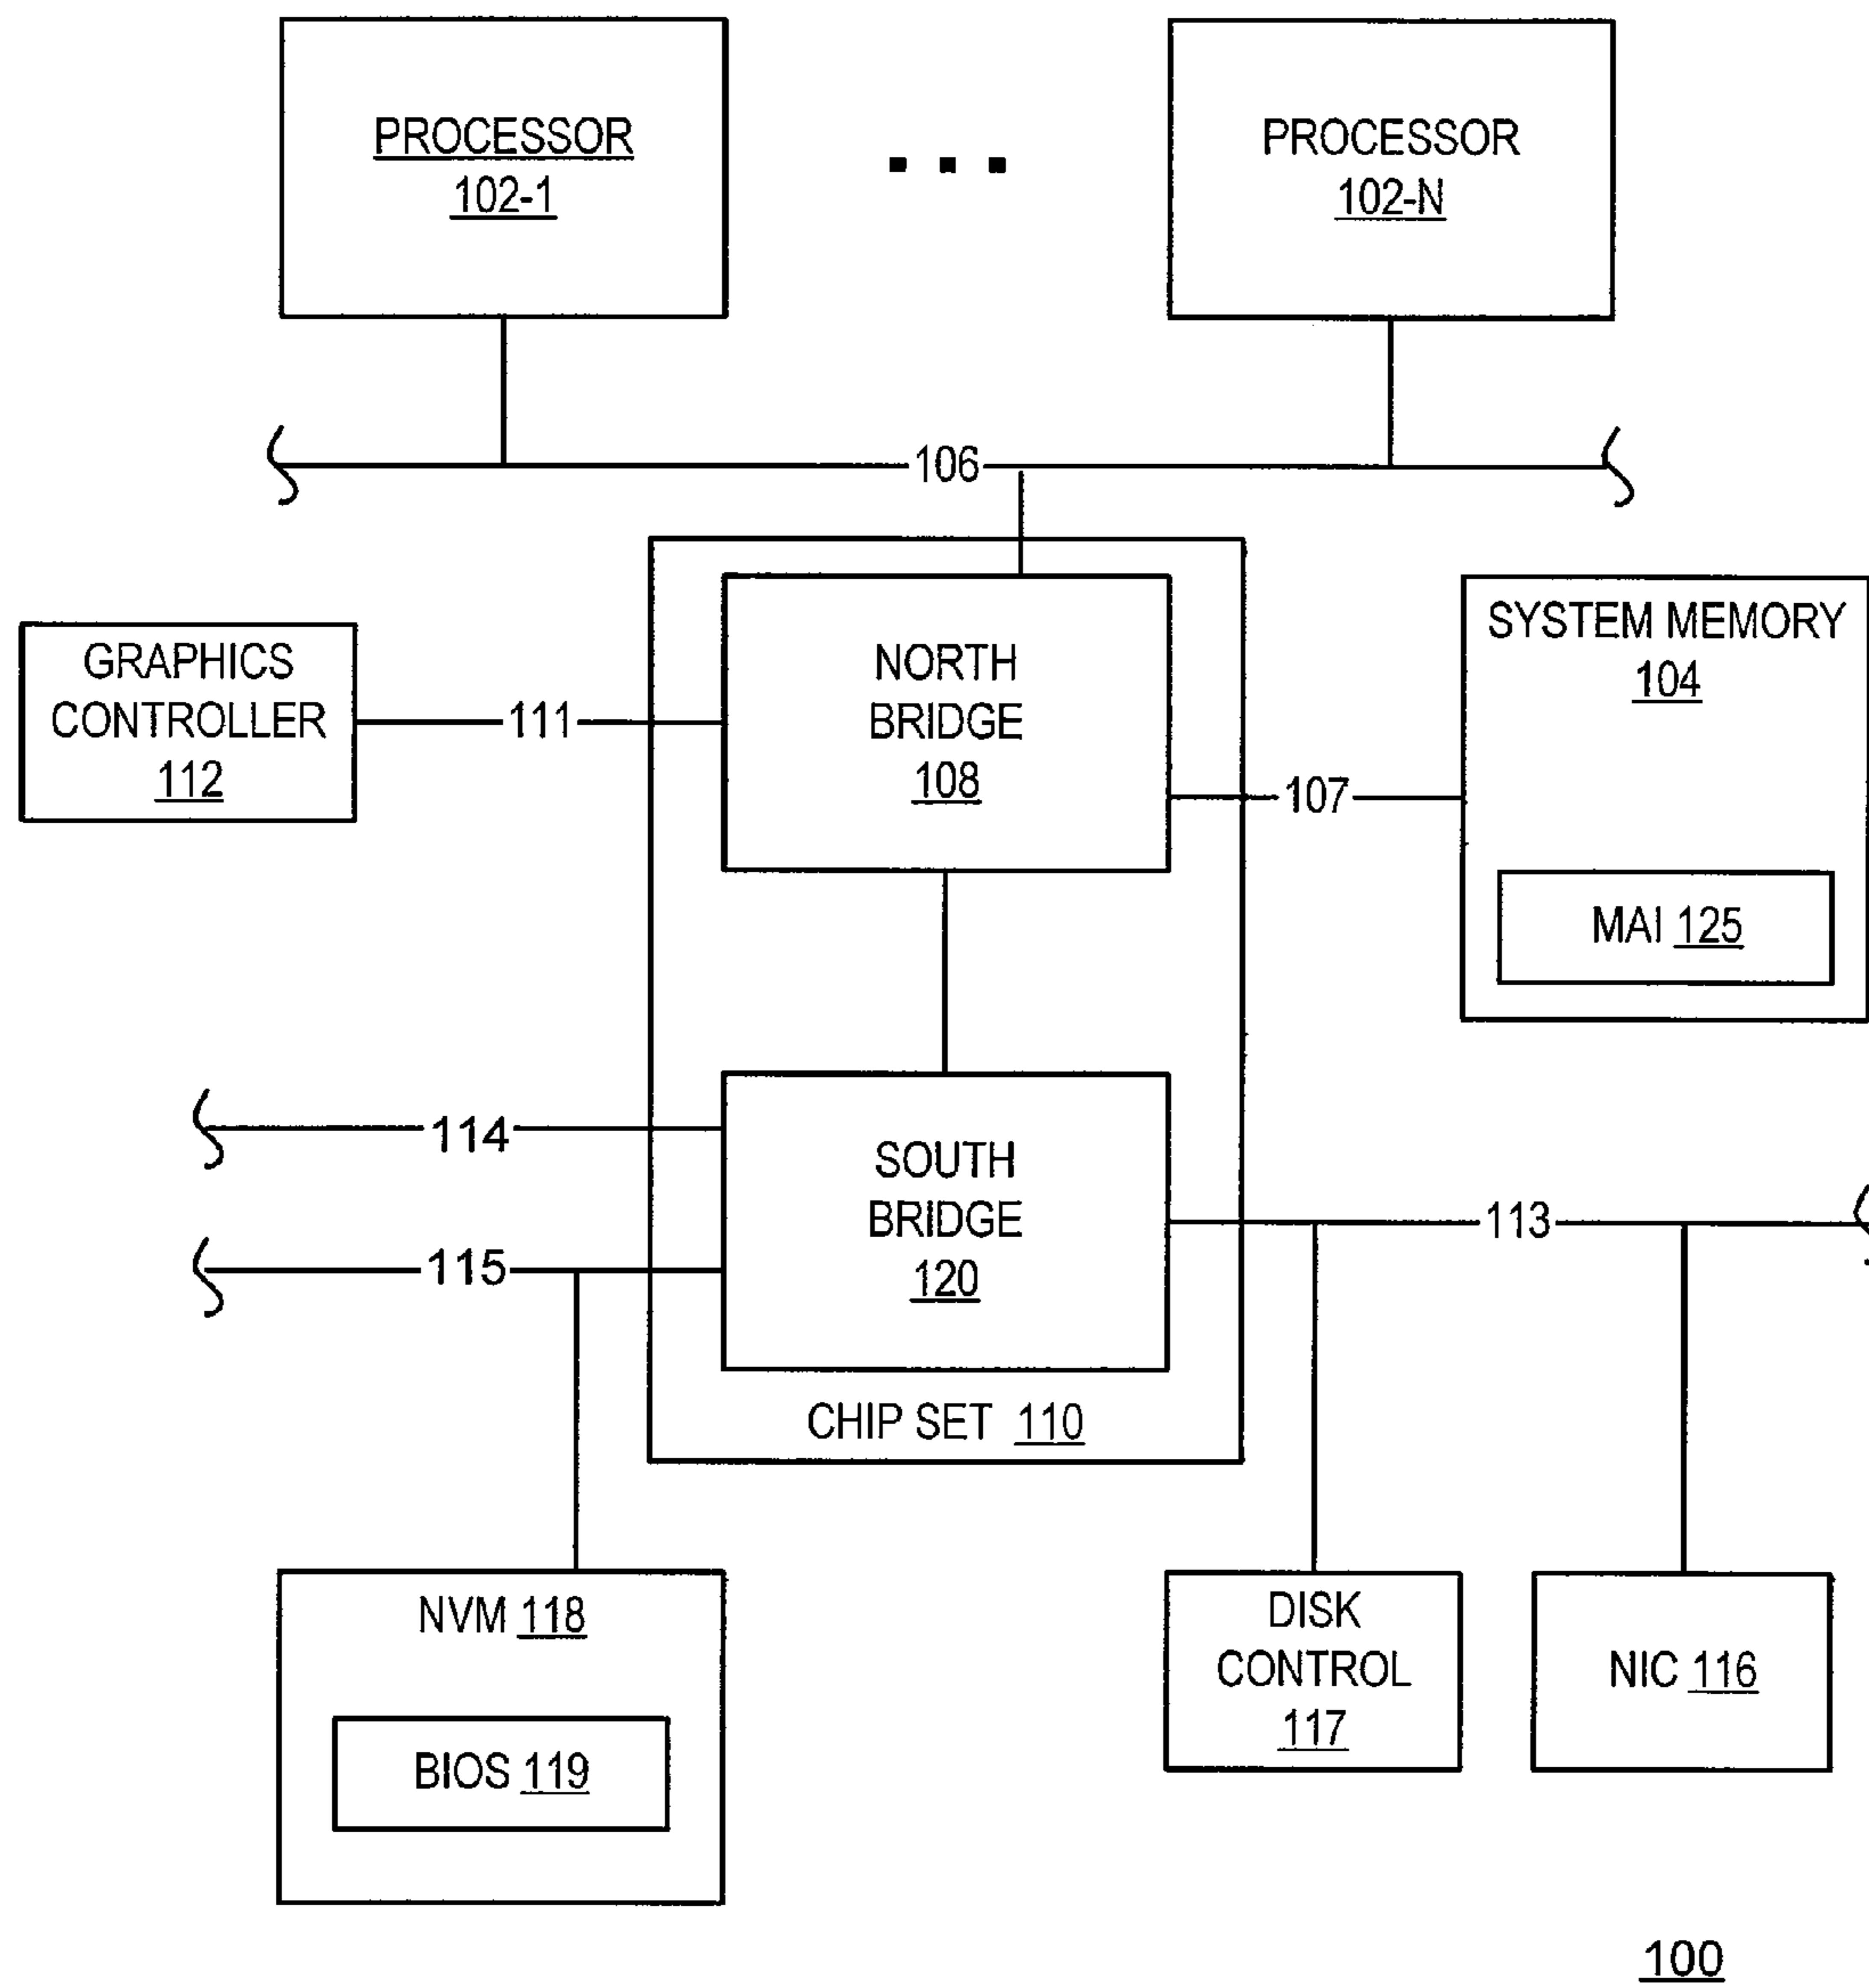 PROCESSOR
102-1
PROCESSOR
102-N
106
GRAPHICS
CONTROLLER
112
111
NORTH
BRIDGE
108
107
SYSTEM MEMORY
104
MAI 125
114
115
SOUTH
BRIDGE
120
113
CHIP SET 110
NVM 118
BIOS 119
DISK
CONTROL
117
NIC 116
100